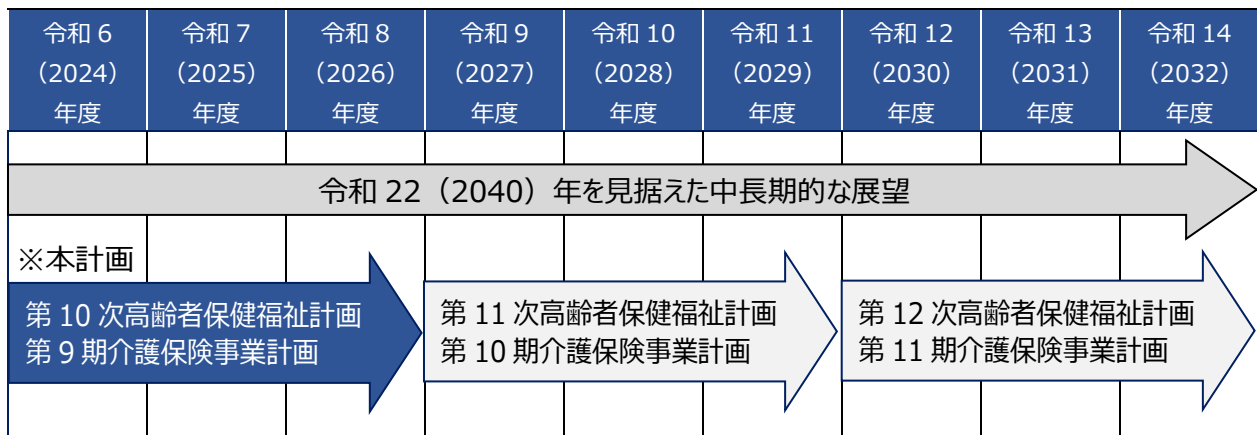 令和 6
（2024）
年度
令和 7
（2025）
年度
令和 8
（2026）
年度
令和 9
（2027）
年度
令和 10
（2028）
年度
令和 11
（2029）
年度
令和 12
（2030）
年度
令和 13
（2031）
年度
令和 14
（2032）
年度
令和 22（2040）年を見据えた中長期的な展望
※本計画
第 10 次高齢者保健福祉計画
第 9 期介護保険事業計画
第 11 次高齢者保健福祉計画
第 10 期介護保険事業計画
第 12 次高齢者保健福祉計画
第 11 期介護保険事業計画